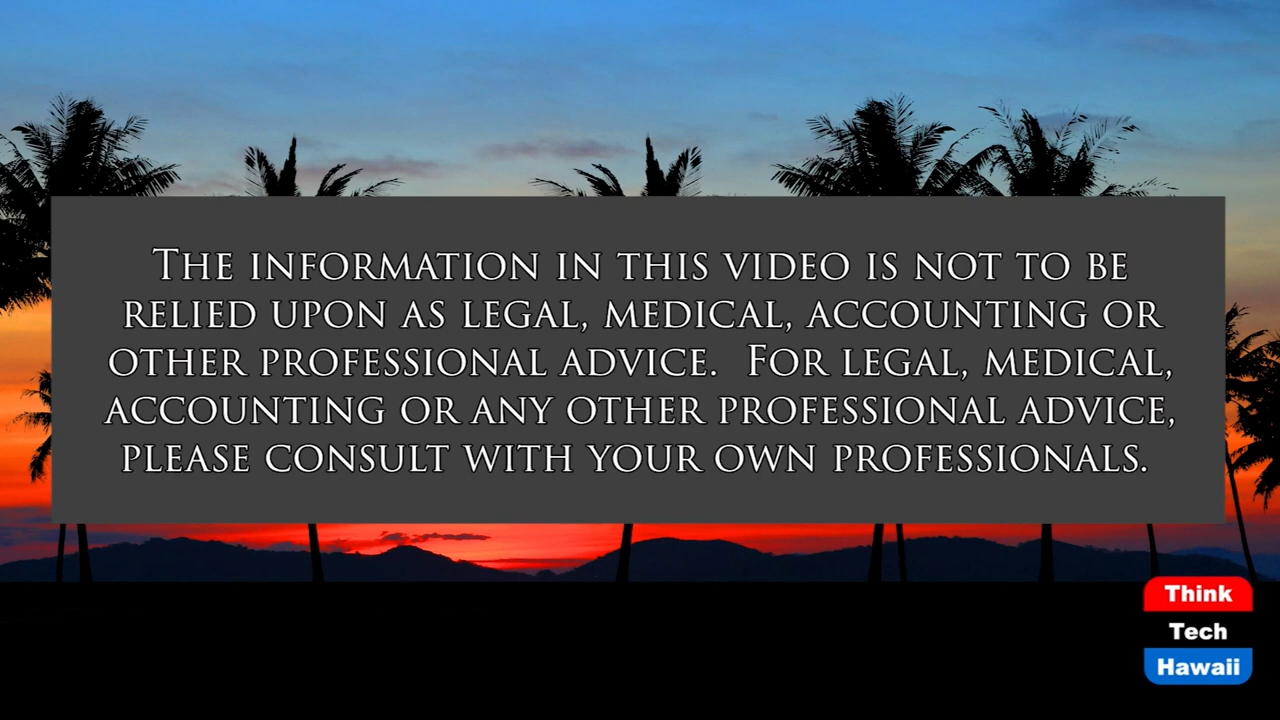 The information in this video is not to be
relied upon as legal, medical, accounting or
other professional advice.  For legal, medical,
accounting or any other professional advice,
please consult with your own professionals.
Think
Tech
Hawaii